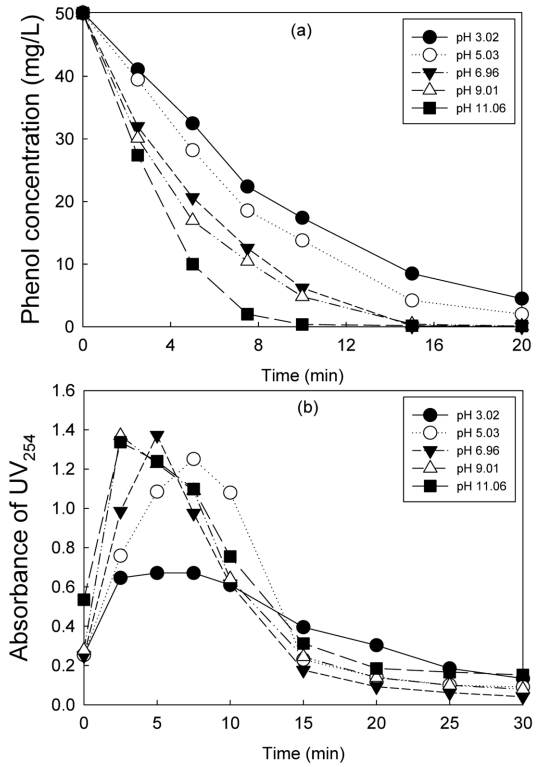 (a)
pH 3.02
pH 5.03
pH 6.96
pH 9.01
pH 11.06
Phenol concentration (mg/L)
50
40
30
20
10
0
0 4 8 12 16 20
Time (min)
(b)
pH 3.02
pH 5.03
pH 6.96
pH 9.01
pH 11.06
Absorbance of UV254
1.6
1.4
1.2
1.0
0.8
0.6
0.4
0.2
0.0
0 5 10 15 20 25 30
Time (min)